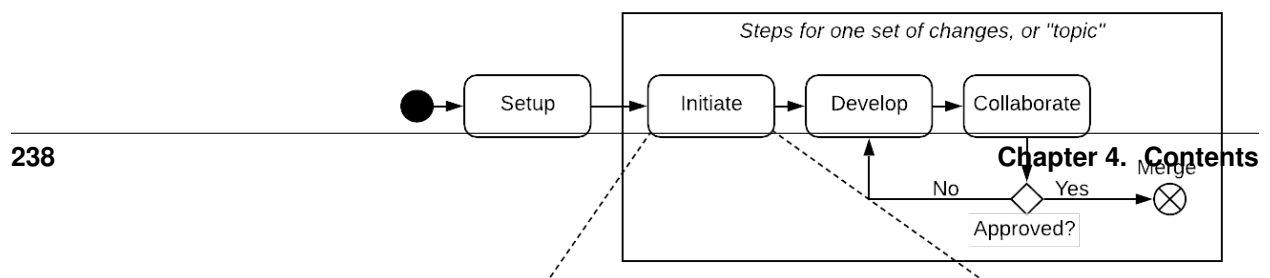 Steps for one set of changes, or "topic"
Setup
Initiate
Develop
Collaborate
238
Chapter 4. Contents
Merge
No
Yes
Approved?